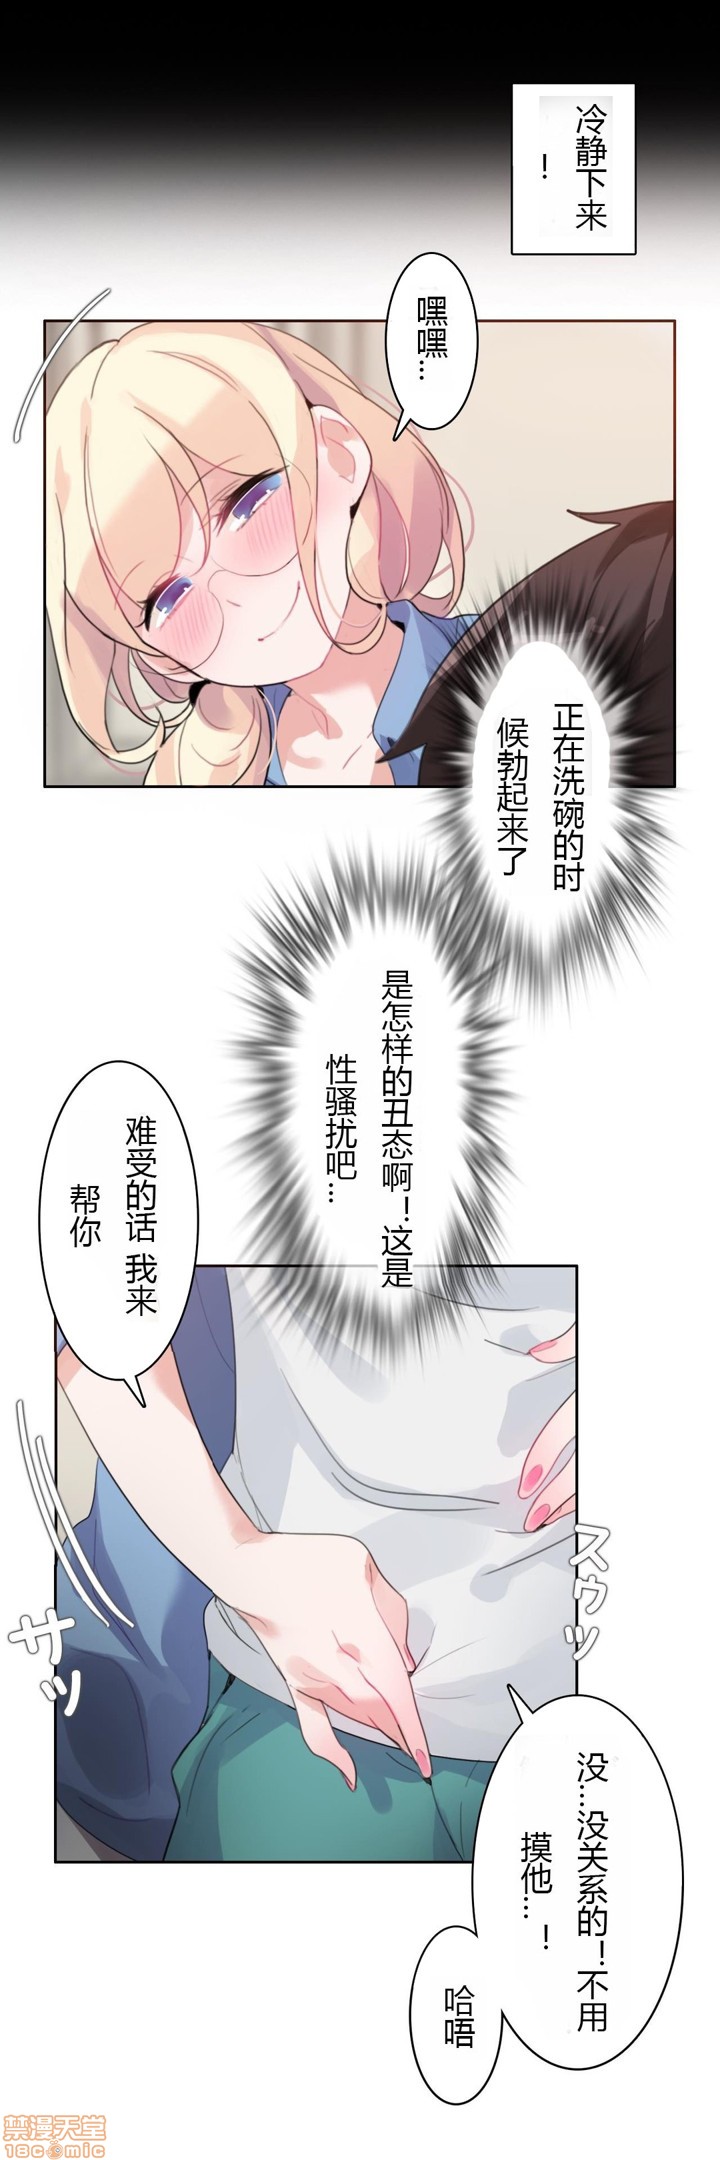 冷静下来
！
嘿嘿…
正在洗碗的时
候勃起来了
是怎样的丑态啊！这是
性骚扰吧…
难受的话 我来
帮你
サッ
スゥッ
没…没关系的！不用
摸他…！
哈唔
禁漫天堂
18comic